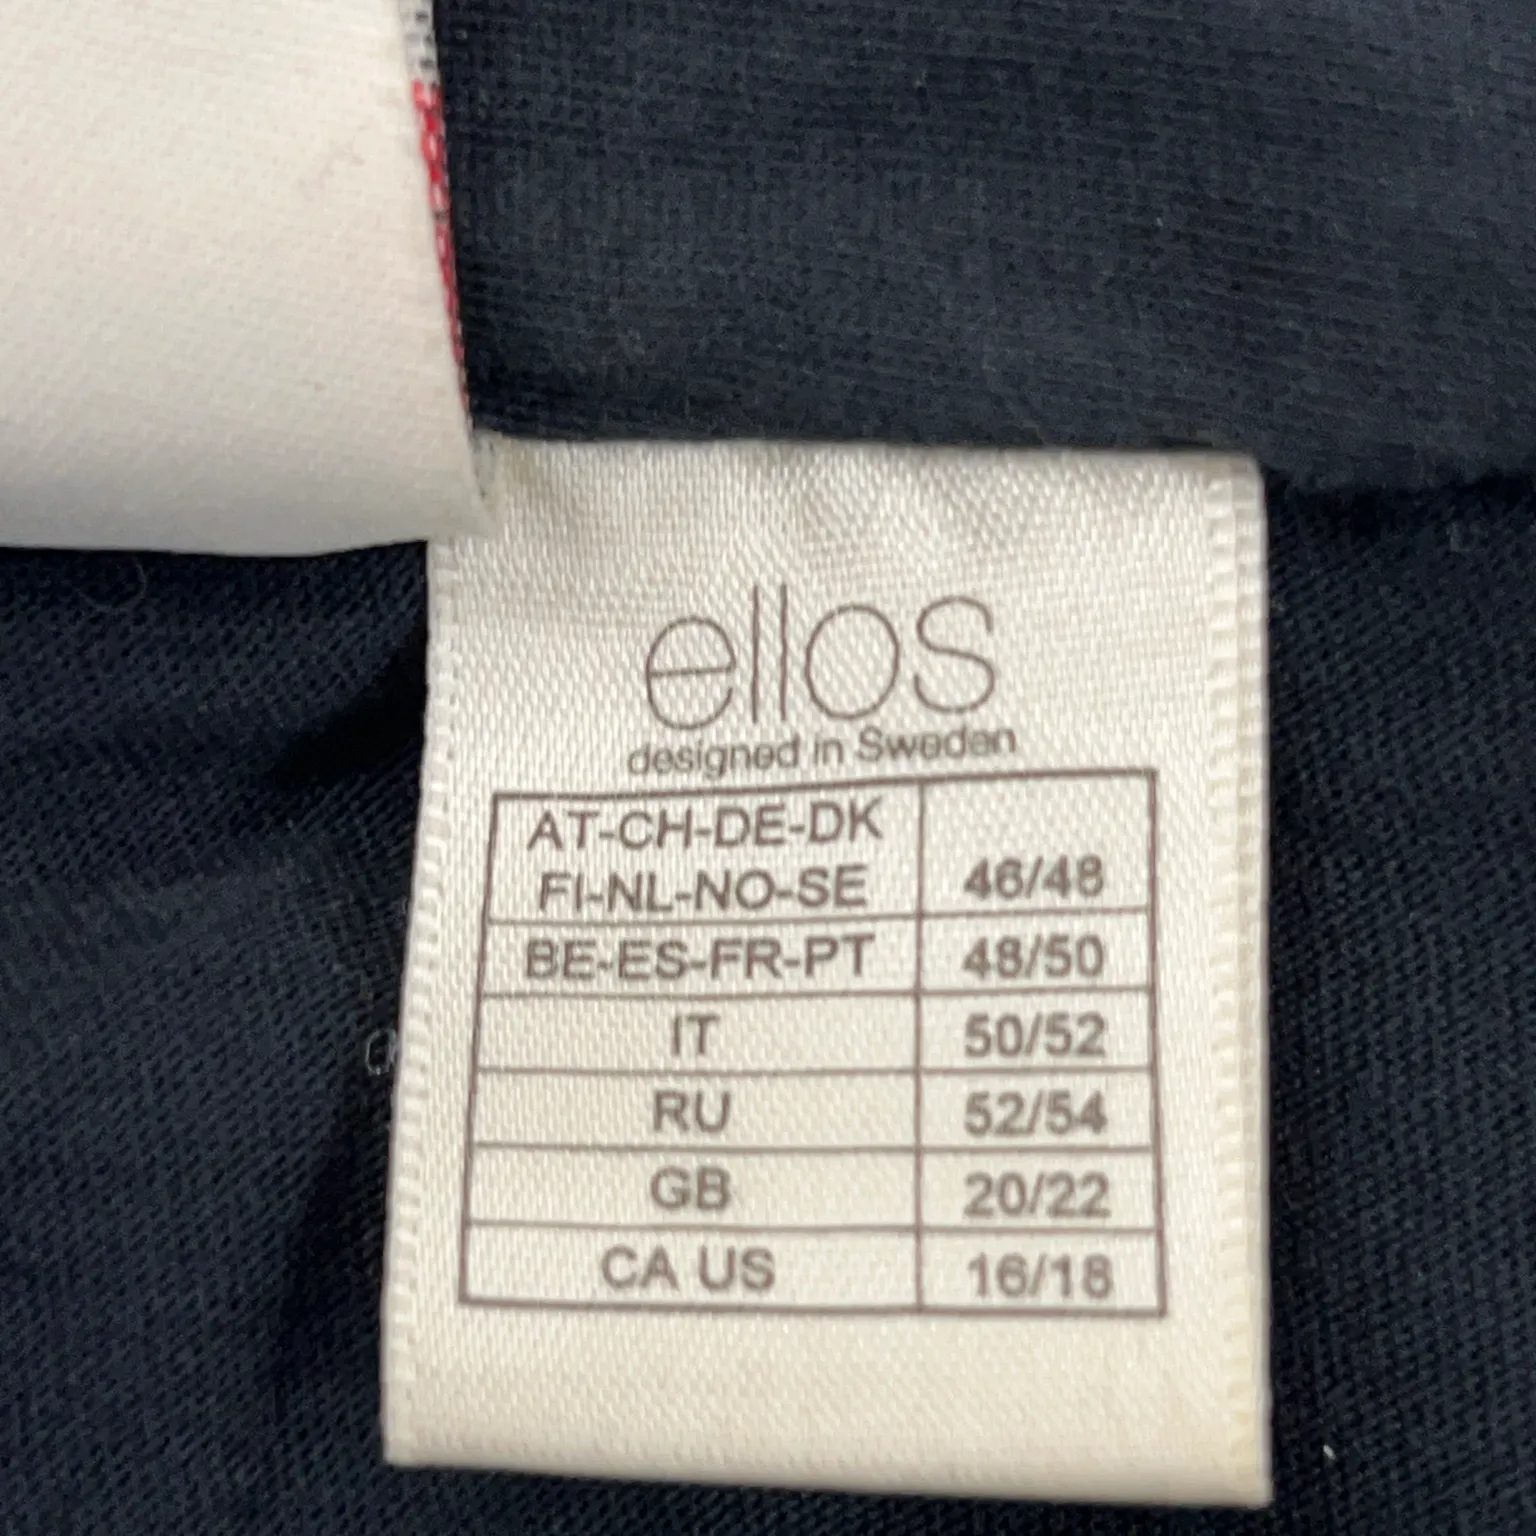 ellos
designed in Sweden
AT-CH-DE-DK
FI-NL-NO-SE 46/48
BE-ES-FR-PT 48/50
IT 50/52
RU 52/54
GB 20/22
CA US 16/18